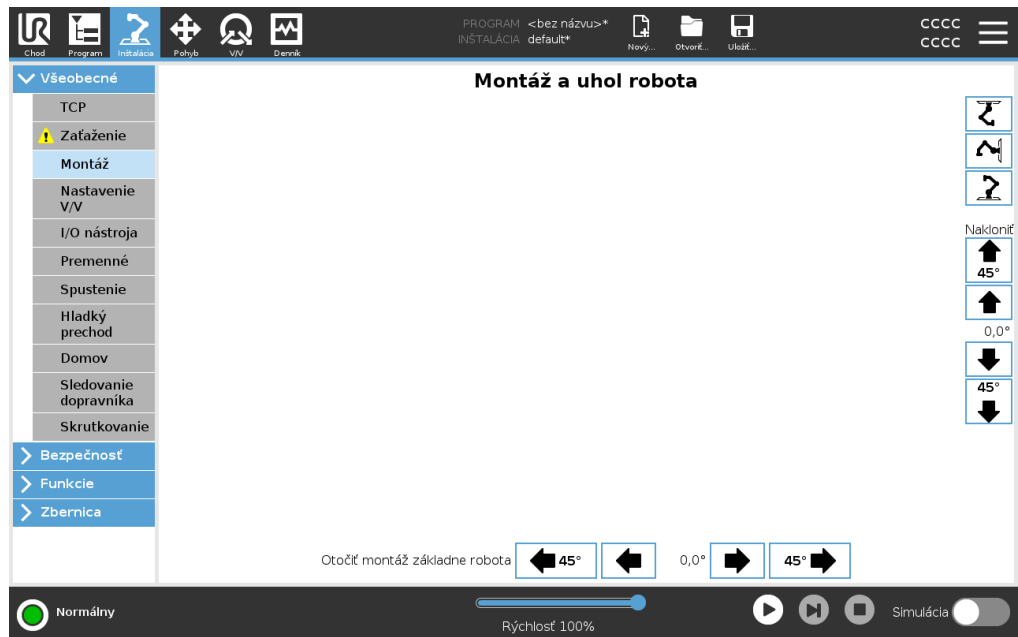 PROGRAM <bez názvu>*
INŠTALÁCIA default*
Chod
Program
Inštalácia
Pohyb
V/V
Denník
Nový...
Otvoriť...
Uložiť...
CCCC
CCCC
Všeobecné
Montáž a uhol robota
TCP
Zaťaženie
Montáž
Nastavenie
V/V
I/O nástroja
Premenné
Spustenie
Hladký
prechod
Domov
Sledovanie
dopravníka
Skrutkovanie
Bezpečnosť
Funkcie
Zbernica
Nakloniť
45°
0,0°
45°
Otočiť montáž základne robota 45° 0,0° 45°
Normálny
Rýchlosť 100%
Simulácia